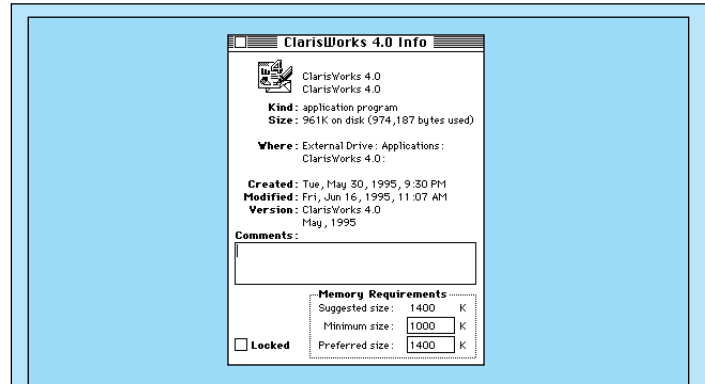 ClarisWorks 4.0 Info
ClarisWorks 4.0
ClarisWorks 4.0
Kind: application program
Size: 961K on disk (974,187 bytes used)
Where: External Drive: Applications:
ClarisWorks 4.0:
Created: Tue, May 30, 1995, 9:30 PM
Modified: Fri, Jun 16, 1995, 11:07 AM
Version: ClarisWorks 4.0
May, 1995
Comments:
Memory Requirements
Suggested size: 1400 K
Minimum size: 1000 K
Locked Preferred size: 1400 K